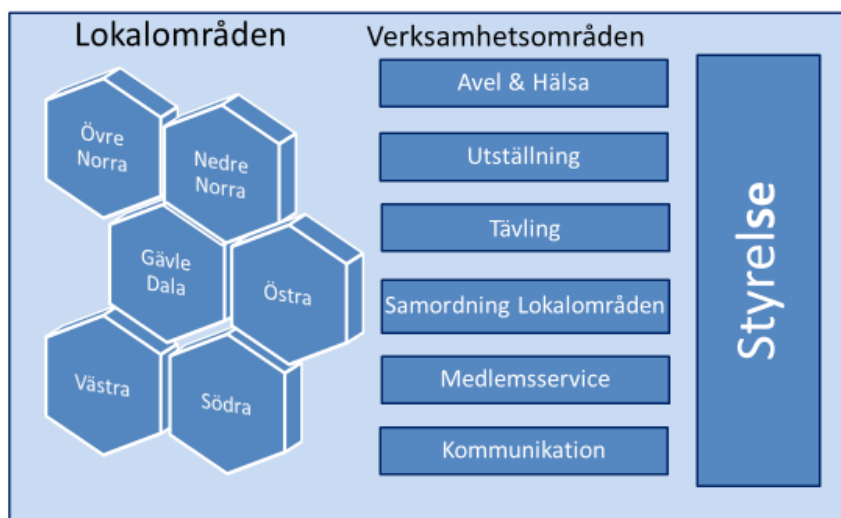 Lokalområden
Övre
Norra
Nedre
Norra
Gävle
Dala
Östra
Västra
Södra
Verksamhetsområden
Avel & Hälsa
Utställning
Tävling
Samordning Lokalområden
Medlemsservice
Kommunikation
Styrelse